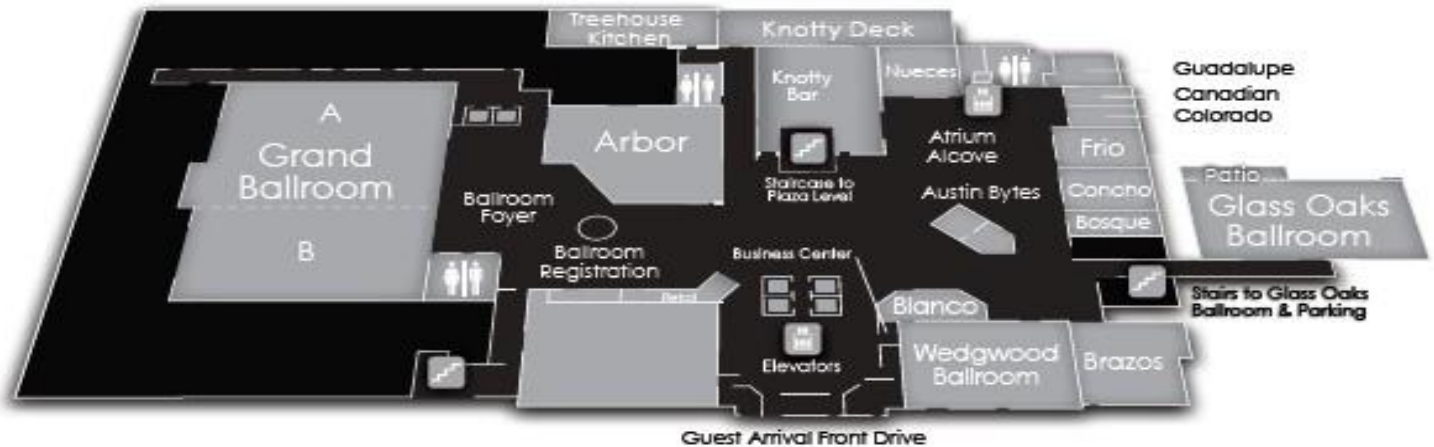 Treehouse
Kitchen
Knotty Deck
Knotty
Bar
Nueces
Guadalupe
Canadian
Colorado
A
Grand
Ballroom
B
Arbor
Atrium
Alcove
Frio
Staircase to
Plaza Level
Austin Bytes
Concho
Bosque
Patio
Glass Oaks
Ballroom
Ballroom
Foyer
Ballroom
Registration
Business Center
Retail
Blanco
Stairs to Glass Oaks
Ballroom & Parking
Elevators
Wedgwood
Ballroom
Brazos
Guest Arrival Front Drive